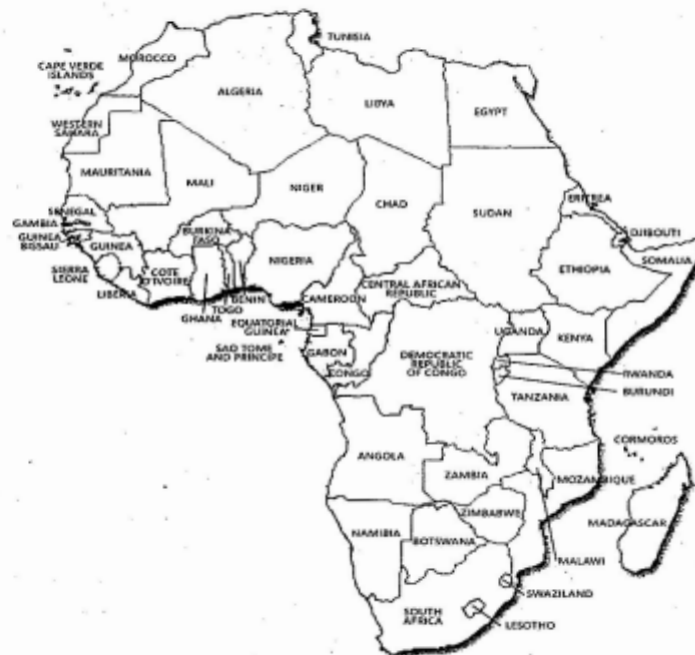 TUNISIA
MOROCCO
CAPE VERDE
ISLANDS
ALGERIA
LIBYA
EGYPT
WESTERN
SAHARA
MAURITANIA
MALI
NIGER
CHAD
SUDAN
ERITREA
SENEGAL
GAMBIA
BURKINA
FASO
DJIBOUTI
GUINEA
BISSAU
GUINEA
NIGERIA
SOMALIA
SIERRA
LEONE
COTE
D'VOIRE
ETHIOPIA
CENTRAL AFRICAN
REPUBLIC
LIBERIA
BENIN
CAMEROON
TOGO
GHANA
EQUATORIAL
GUINEA
UGANDA
KENYA
SAO TOME
AND PRINCIPE
GABON
DEMOCRATIC
REPUBLIC
OF CONGO
CONGO
RWANDA
BURUNDI
TANZANIA
CORMOROS
ANGOLA
ZAMBIA
MOZAMBIQUE
ZIMBABWE
MADAGASCAR
NAMIBIA
BOTSWANA
MALAWI
SWAZILAND
SOUTH
AFRICA
LESOTHO